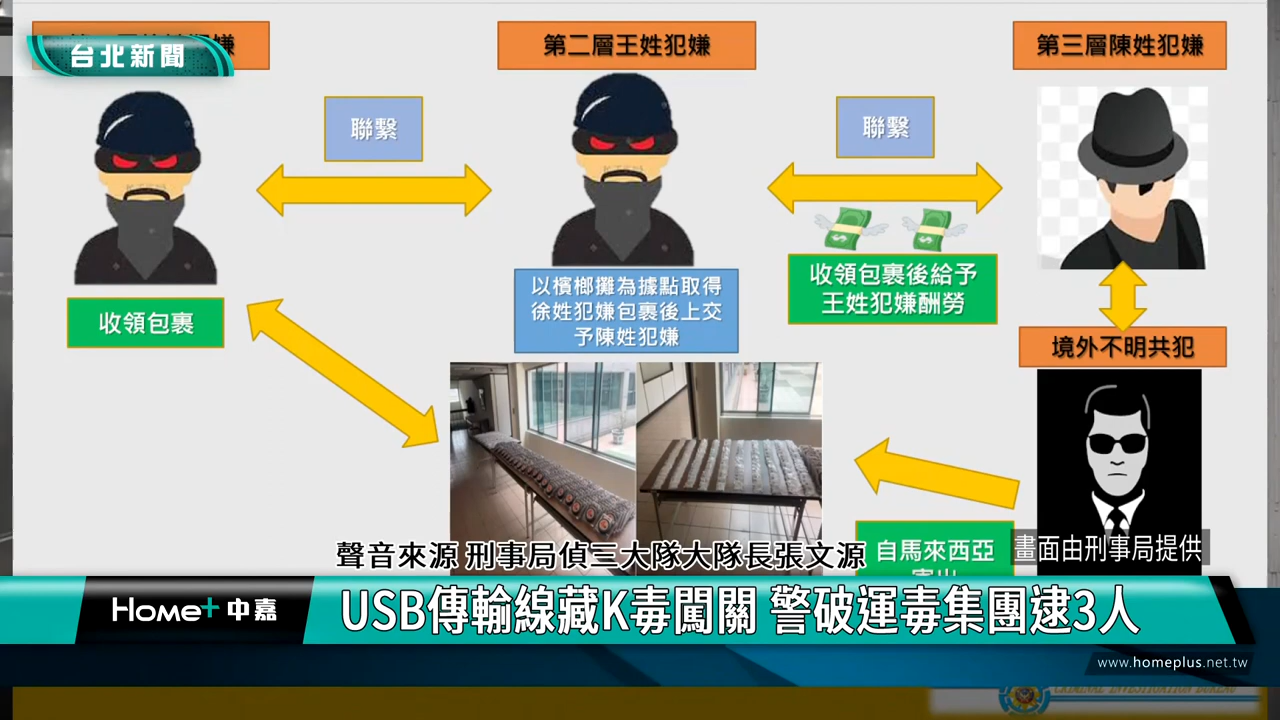 台北新聞
第二層王姓犯嫌
第三層陳姓犯嫌
聯繫
聯繫
收領包裹
以檳榔攤為據點取得
徐姓犯嫌包裹後上交
予陳姓犯嫌
收領包裹後給予
王姓犯嫌酬勞
境外不明共犯
自馬來西亞
畫面由刑事局提供
聲音來源 刑事局偵三大隊大隊長張文源
Home+ 中嘉
USB傳輸線藏K毒闖關 警破運毒集團逮3人
www.homeplus.net.tw
CRIMINAL INVESTIGATION BUREAU